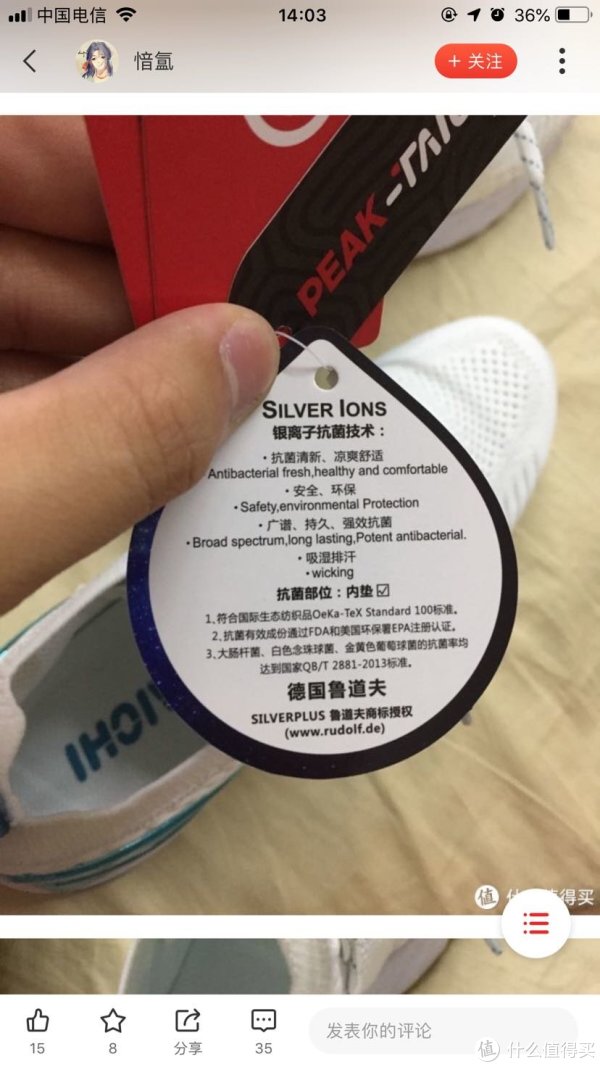 中国电信
14:03
36%
愔氲
+ 关注
PEAK-TAIC
SILVER IONS
银离子抗菌技术：
·抗菌清新、凉爽舒适
Antibacterial fresh,healthy and comfortable
·安全、环保
·Safety,environmental Protection
·广谱、持久、强效抗菌
·Broad spectrum,long lasting,Potent antibacterial.
·吸湿排汗
·wicking
抗菌部位：内垫☑
1.符合国际生态纺织品OeKa-TeX Standard 100标准。
2.抗菌有效成份通过FDA和美国环保署EPA注册认证。
3.大肠杆菌、白色念珠球菌、金黄色葡萄球菌的抗菌率均
达到国家QB/T 2881-2013标准。
德国鲁道夫
SILVERPLUS 鲁道夫商标授权
(www.rudolf.de)
AICHI
值 什 值得买
15
8
分享
35
发表你的评论
值 什么值得买